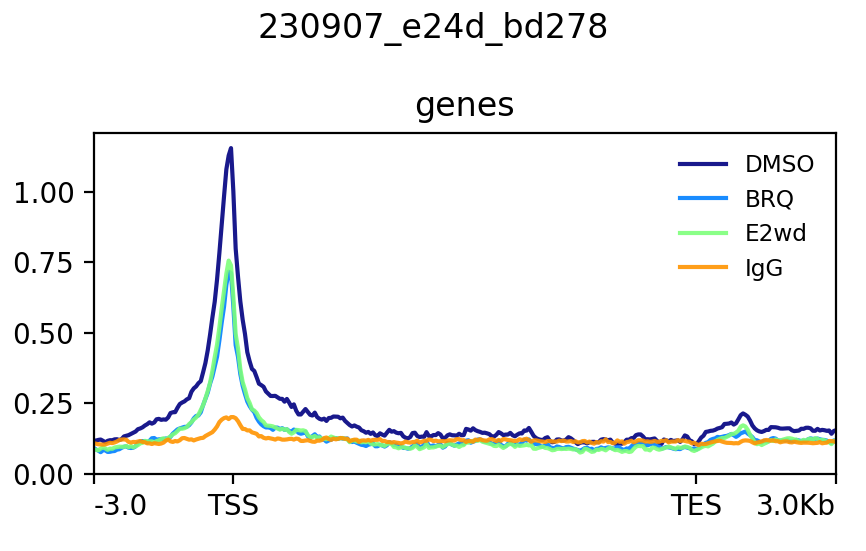 230907_e24d_bd278
genes
1.00
0.75
0.50
0.25
0.00
-3.0 TSS TES 3.0Kb
DMSO
BRQ
E2wd
IgG